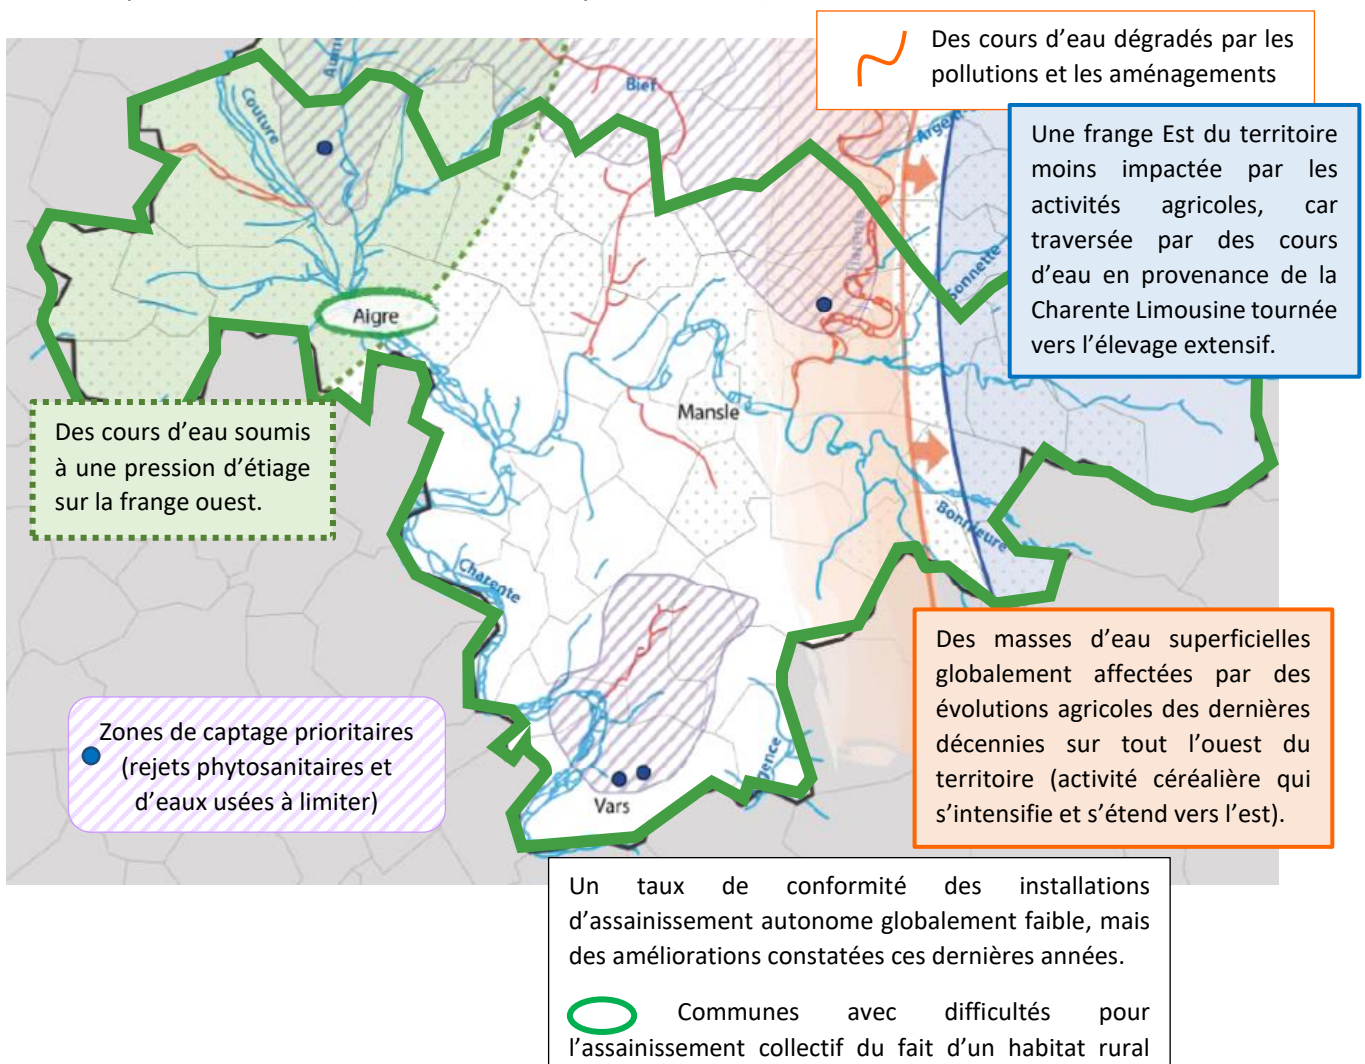 Des cours d’eau dégradés par les
pollutions et les aménagements
Une frange Est du territoire
moins impactée par les
activités agricoles, car
traversée par des cours
d’eau en provenance de la
Charente Limousine tournée
vers l’élevage extensif.
Couture
Bief
Sonnette
Aigre
Mansle
Des cours d’eau soumis
à une pression d’étiage
sur la frange ouest.
Bonnieure
Charente
Des masses d’eau superficielles
globalement affectées par des
évolutions agricoles des dernières
décennies sur tout l’ouest du
territoire (activité céréalière qui
s’intensifie et s’étend vers l’est).
Zones de captage prioritaires
(rejets phytosanitaires et
d’eaux usées à limiter)
Vars
Un taux de conformité des installations
d’assainissement autonome globalement faible, mais
des améliorations constatées ces dernières années.
Communes avec difficultés pour
l’assainissement collectif du fait d’un habitat rural